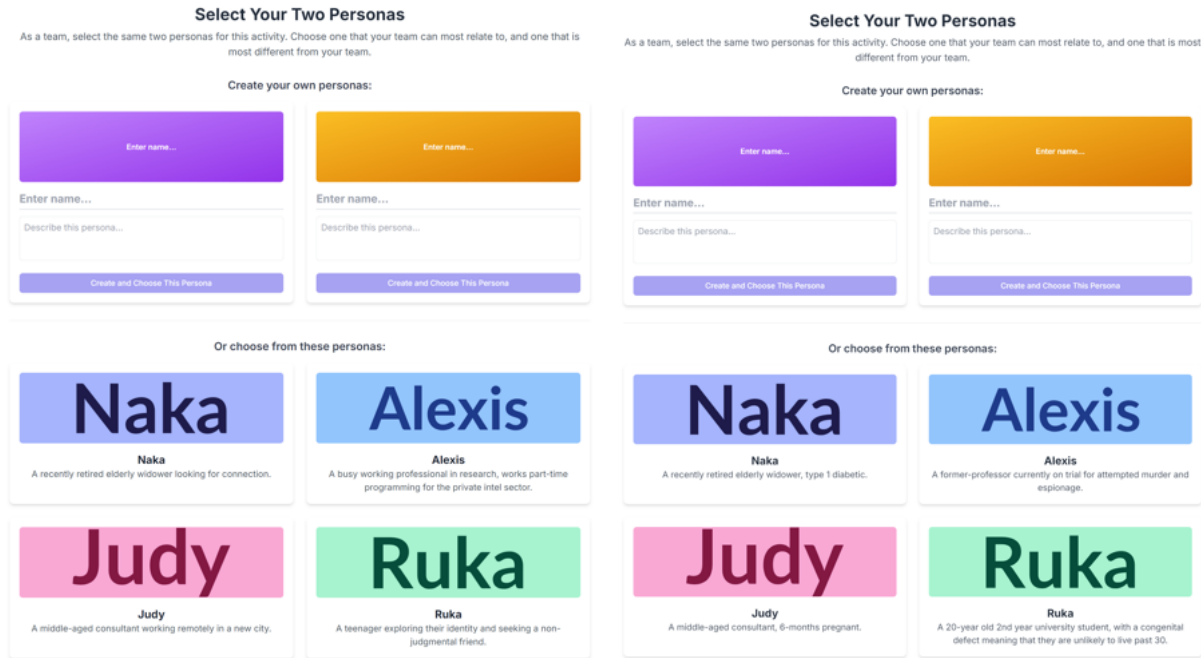 Select Your Two Personas
As a team, select the same two personas for this activity. Choose one that your team can most relate to, and one that is
most different from your team.
Create your own personas:
Enter name...
Enter name...
Enter name...
Enter name...
Describe this persona...
Describe this persona...
Create and Choose This Persona
Create and Choose This Persona
Or choose from these personas:
Naka
Alexis
Naka
A recently retired elderly widower looking for connection.
Alexis
A busy working professional in research, works part-time
programming for the private intel sector.
Judy
Ruka
Judy
A middle-aged consultant working remotely in a new city.
Ruka
A teenager exploring their identity and seeking a non-
judgmental friend.
Select Your Two Personas
As a team, select the same two personas for this activity. Choose one that your team can most relate to, and one that is most
different from your team.
Create your own personas:
Enter name...
Enter name...
Enter name...
Enter name...
Describe this persona...
Describe this persona...
Create and Choose This Persona
Create and Choose This Persona
Or choose from these personas:
Naka
Alexis
Naka
A recently retired elderly widower, type 1 diabetic.
Alexis
A former-professor currently on trial for attempted murder and
espionage.
Judy
Ruka
Judy
A middle-aged consultant, 6-months pregnant.
Ruka
A 20-year old 2nd year university student, with a congenital
defect meaning that they are unlikely to live past 30.